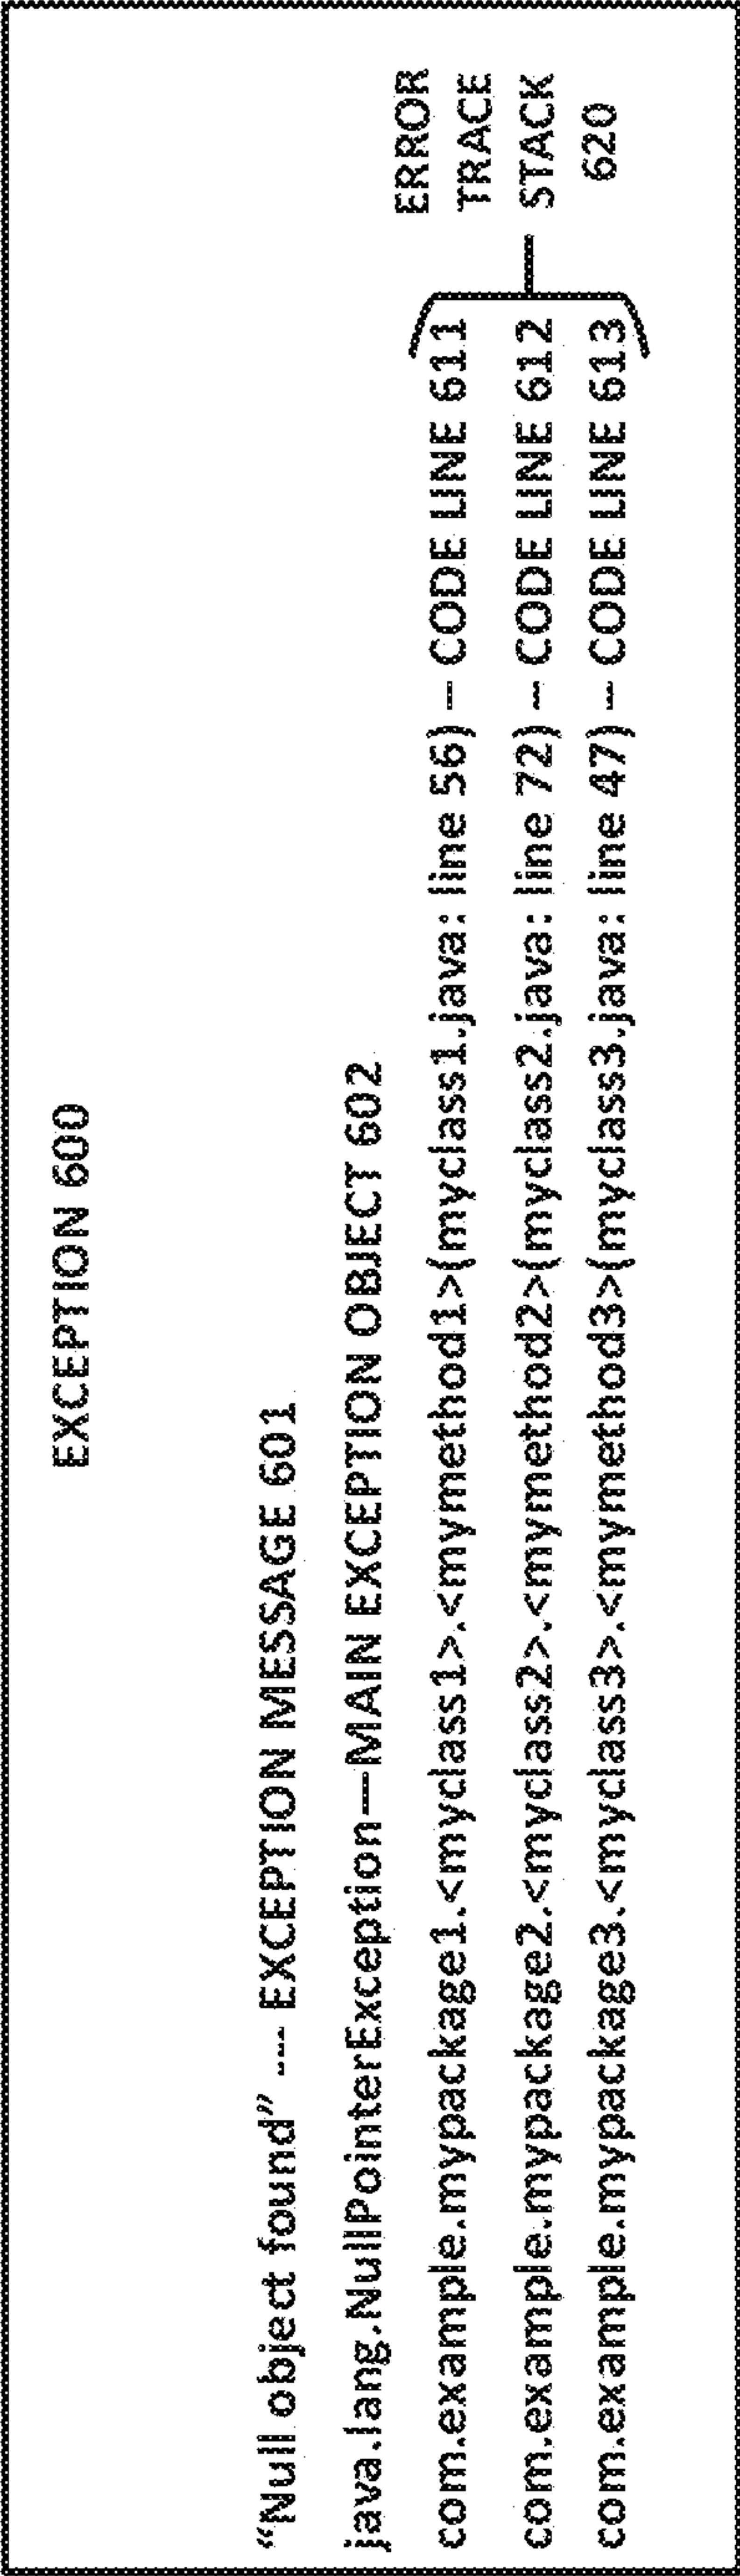 EXCEPTION 600
“Null object found” ---- EXCEPTION MESSAGE 601
java.lang.NullPointerException—MAIN EXCEPTION OBJECT 602
com.example.mypackage1.<myclass1>.<mymethod1>(myclass1.java: line 56) – CODE LINE 611
com.example.mypackage2.<myclass2>.<mymethod2>(myclass2.java: line 72) -- CODE LINE 612
com.example.mypackage3.<myclass3>.<mymethod3>(myclass3.java: line 47) -- CODE LINE 613
ERROR
TRACE
STACK
620